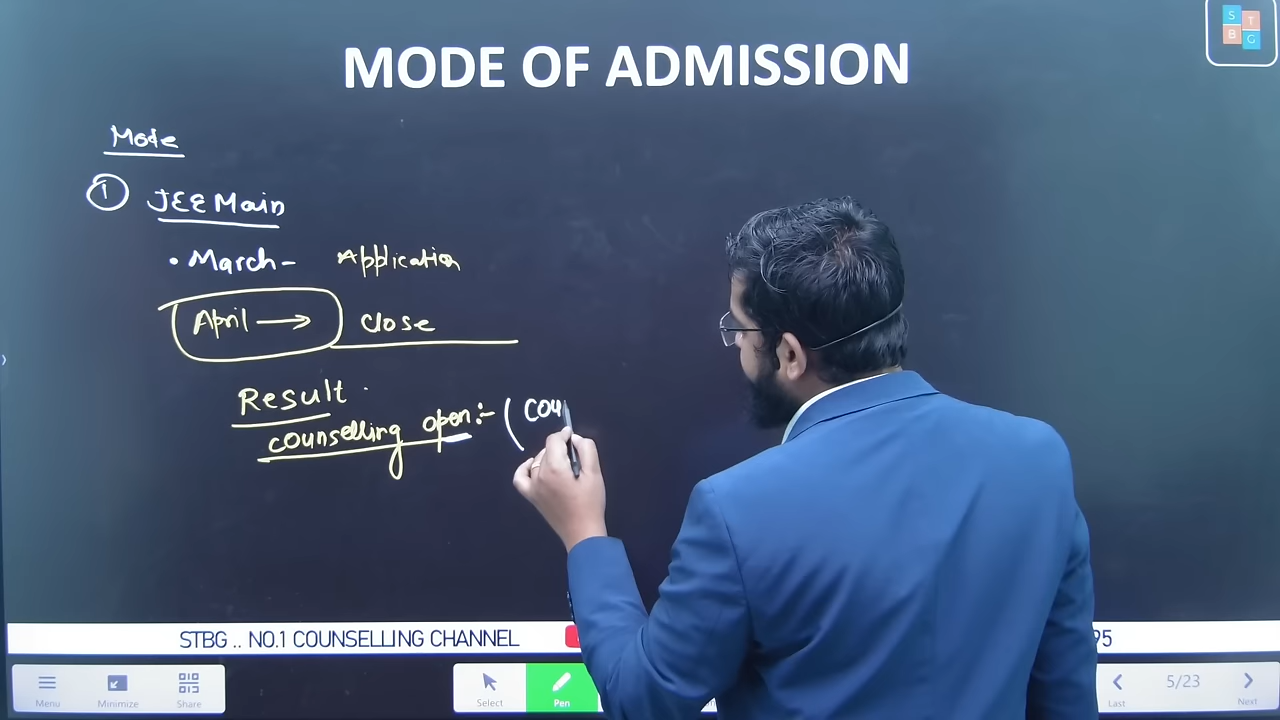 S T
B G
MODE OF ADMISSION
Mode
① JEE Main
• March - Application
April → close
Result.
counselling open:- ( cou
STBG .. NO.1 COUNSELLING CHANNEL
95
Menu Minimize Share Select Pen Last 5/23 Next